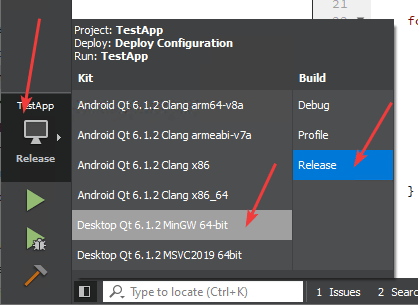 21
fo
Project: TestApp
Deploy: Deploy Configuration
Run: TestApp
Kit
Build
TestApp
Release
Android Qt 6.1.2 Clang arm64-v8a
Debug
Android Qt 6.1.2 Clang armeabi-v7a
Profile
Android Qt 6.1.2 Clang x86
Release
Android Qt 6.1.2 Clang x86_64
}
Desktop Qt 6.1.2 MinGW 64-bit
Desktop Qt 6.1.2 MSVC2019 64bit
Type to locate (Ctrl+K)
1 Issues
2 Searc